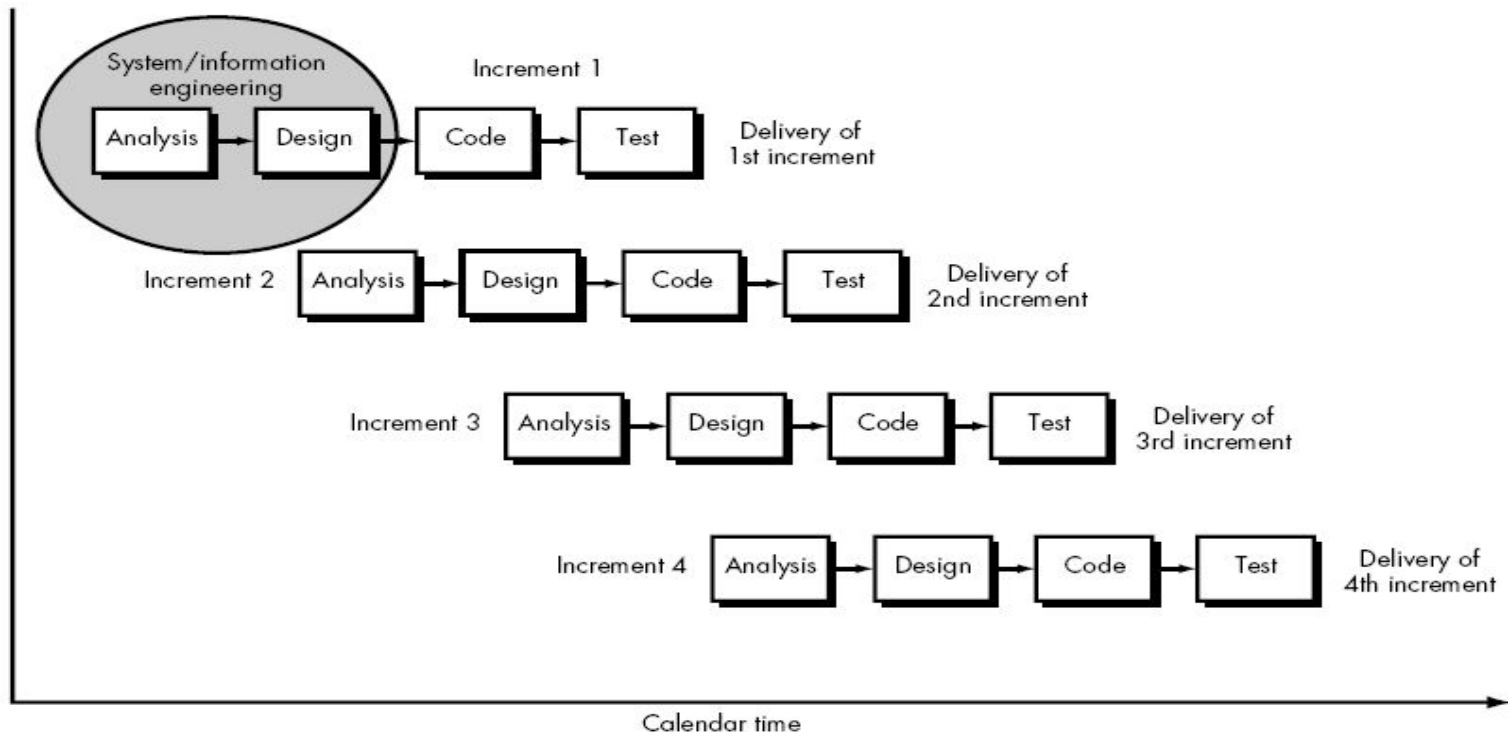 System/information
engineering
Increment 1
Analysis
Design
Code
Test
Delivery of
1st increment
Increment 2
Analysis
Design
Code
Test
Delivery of
2nd increment
Increment 3
Analysis
Design
Code
Test
Delivery of
3rd increment
Increment 4
Analysis
Design
Code
Test
Delivery of
4th increment
Calendar time